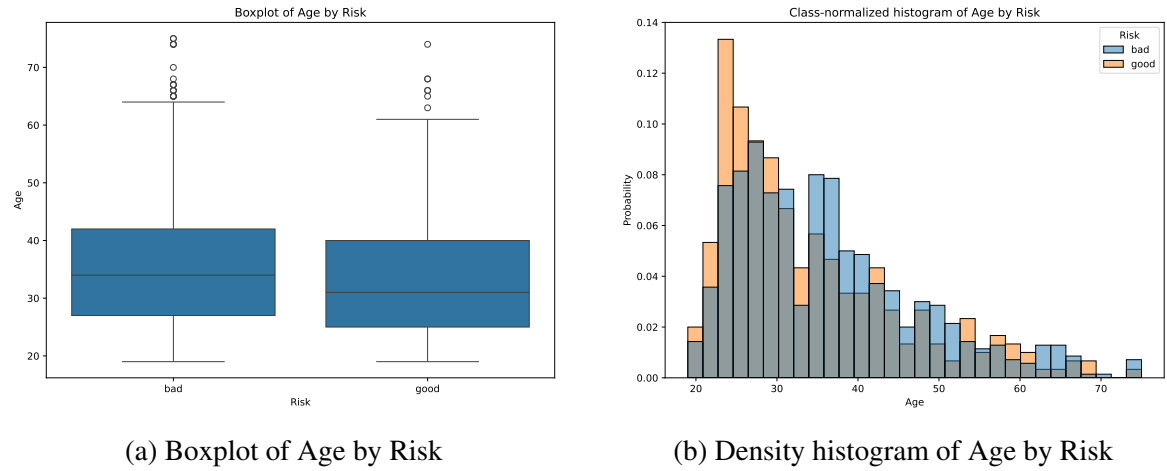 Boxplot of Age by Risk
Age
70
60
50
40
30
20
bad
good
Risk
(a) Boxplot of Age by Risk
Class-normalized histogram of Age by Risk
Probability
0.14
0.12
0.10
0.08
0.06
0.04
0.02
0.00
Risk
bad
good
20
30
40
50
60
70
Age
(b) Density histogram of Age by Risk